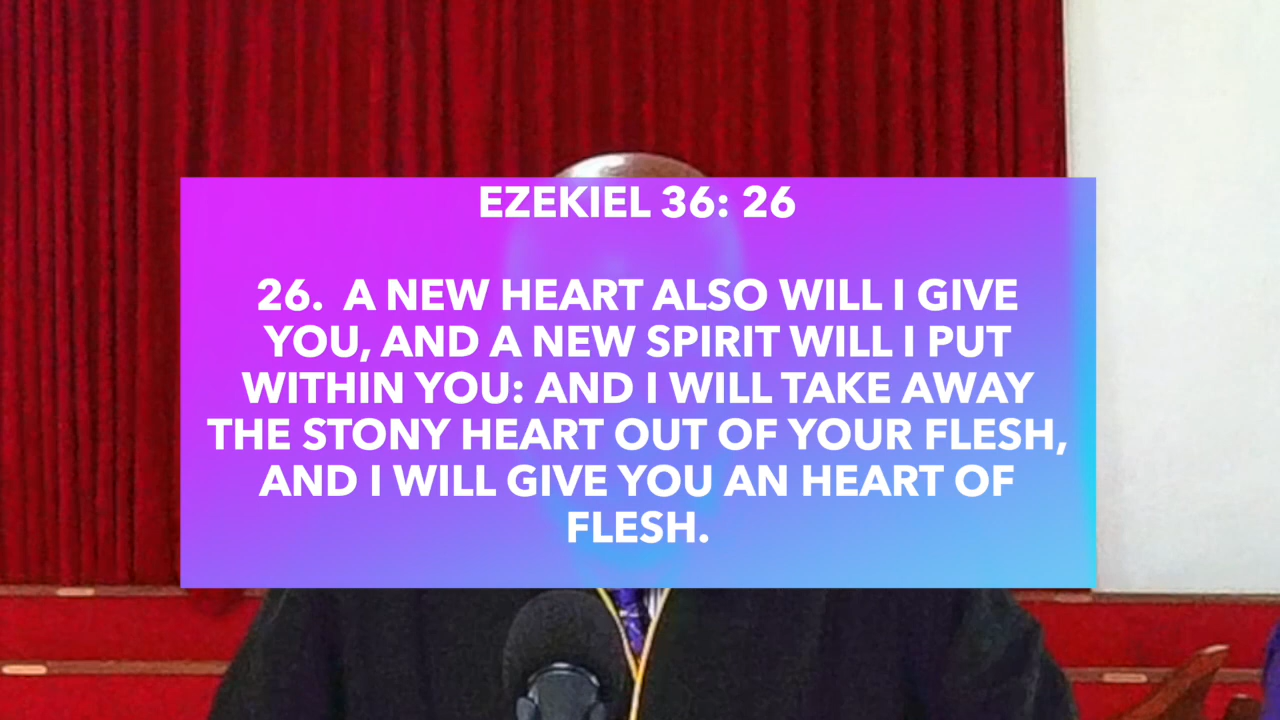 EZEKIEL 36: 26
26. A NEW HEART ALSO WILL I GIVE
YOU, AND A NEW SPIRIT WILL I PUT
WITHIN YOU: AND I WILL TAKE AWAY
THE STONY HEART OUT OF YOUR FLESH,
AND I WILL GIVE YOU AN HEART OF
FLESH.